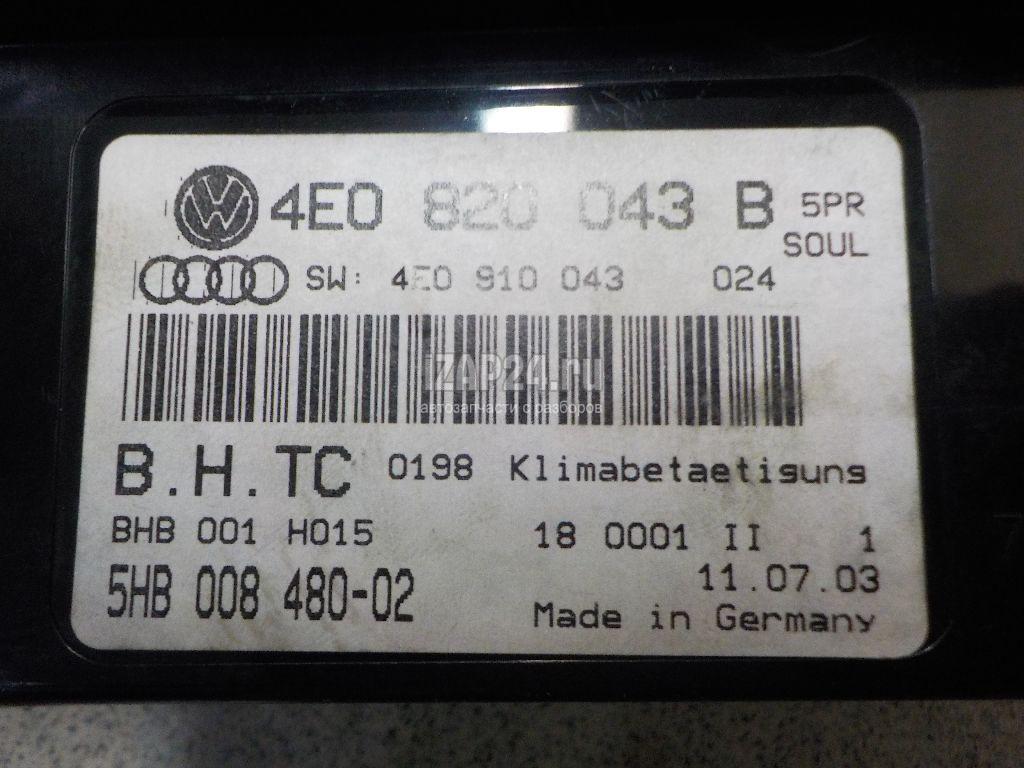 4E0 820 043 B 5PR
SOUL
SW: 4E0 910 043 024
iZAP24.ru
автозапчасти с разборов
B.H.TC 0198 Klimabetaetisuns
BHB 001 H015 18 0001 II 1
11.07.03
5HB 008 480-02
Made in Germany